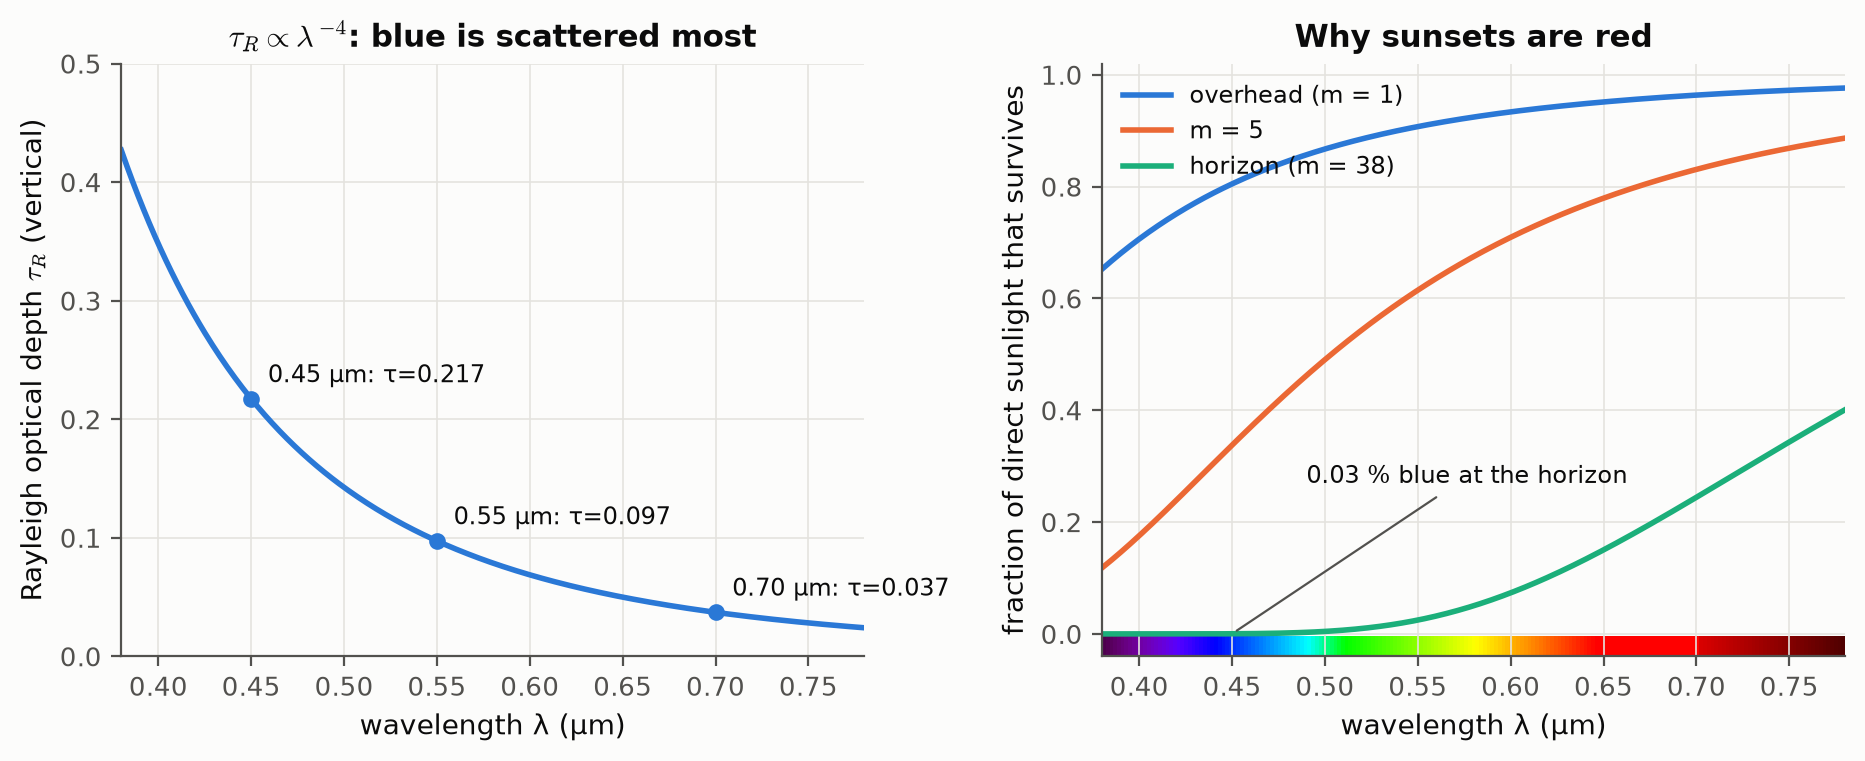 τR ∝ λ⁻⁴: blue is scattered most
Rayleigh optical depth τR (vertical)
0.5
0.4
0.3
0.2
0.1
0.0
0.45 µm: τ=0.217
0.55 µm: τ=0.097
0.70 µm: τ=0.037
0.40 0.45 0.50 0.55 0.60 0.65 0.70 0.75
wavelength λ (µm)
Why sunsets are red
fraction of direct sunlight that survives
1.0
0.8
0.6
0.4
0.2
0.0
overhead (m = 1)
m = 5
horizon (m = 38)
0.03 % blue at the horizon
0.40 0.45 0.50 0.55 0.60 0.65 0.70 0.75
wavelength λ (µm)